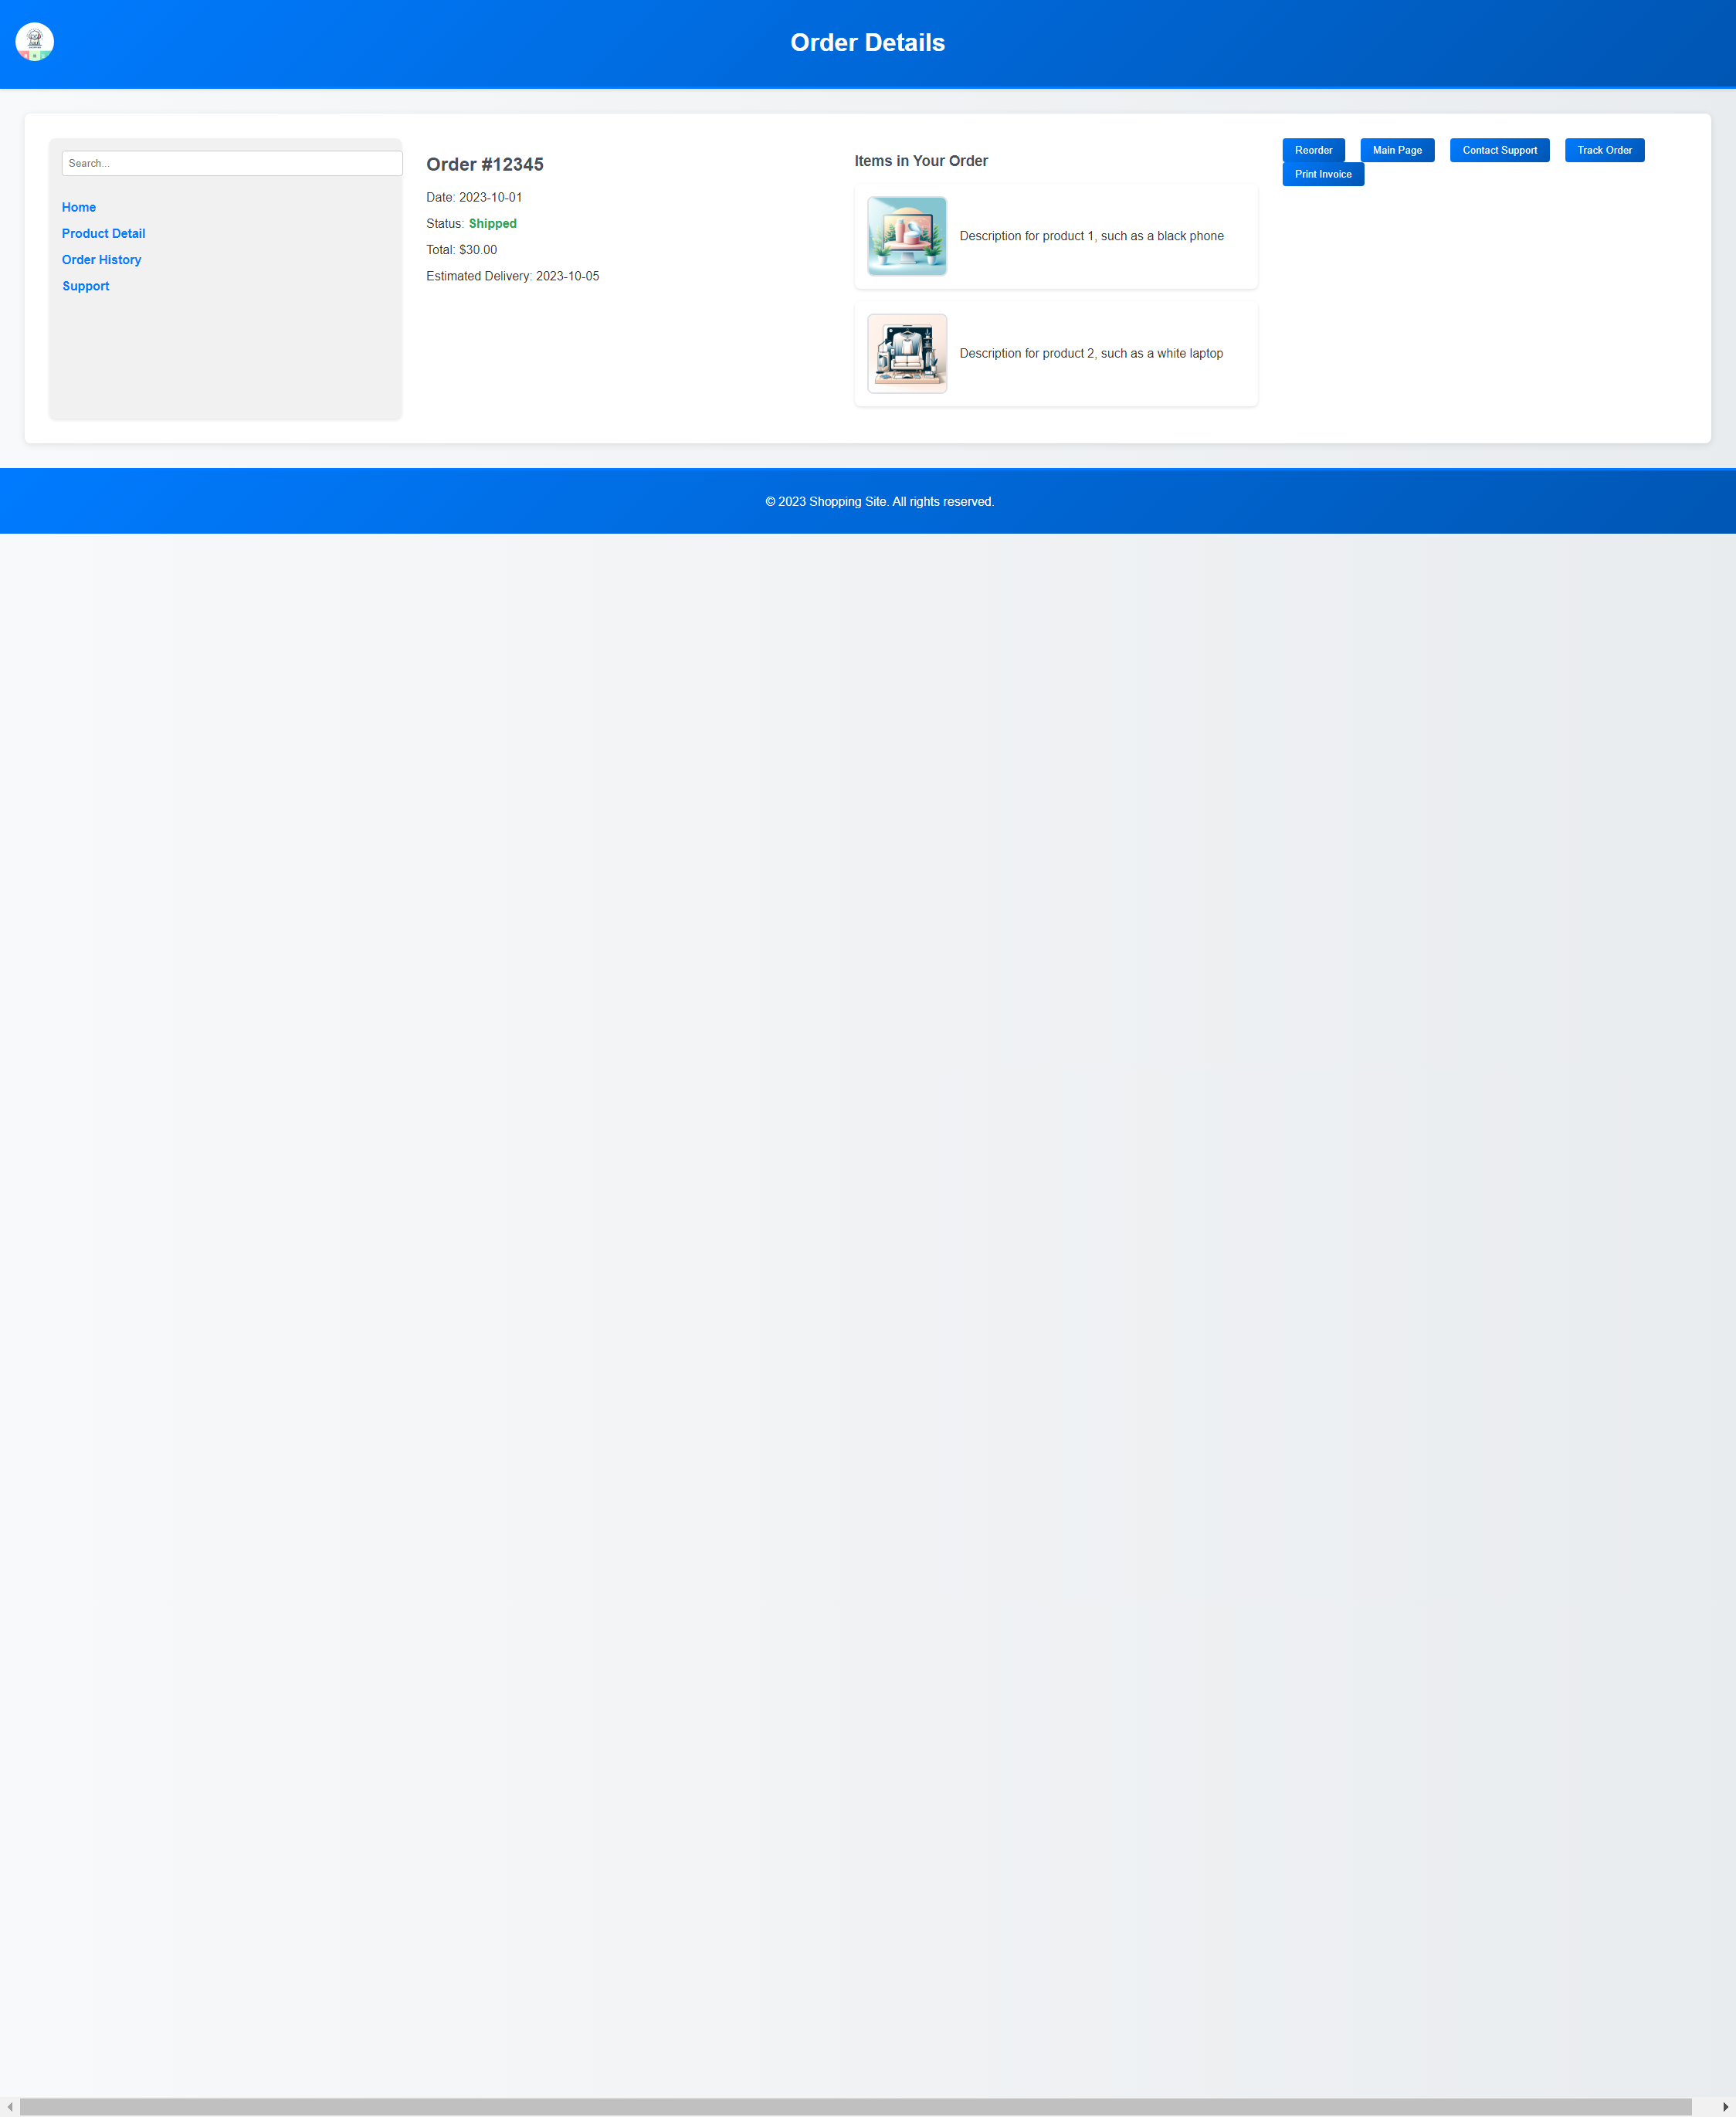 Order Details
Search...
Home
Product Detail
Order History
Support
Order #12345
Date: 2023-10-01
Status: Shipped
Total: $30.00
Estimated Delivery: 2023-10-05
Items in Your Order
Description for product 1, such as a black phone
Description for product 2, such as a white laptop
Reorder
Main Page
Contact Support
Track Order
Print Invoice
© 2023 Shopping Site. All rights reserved.